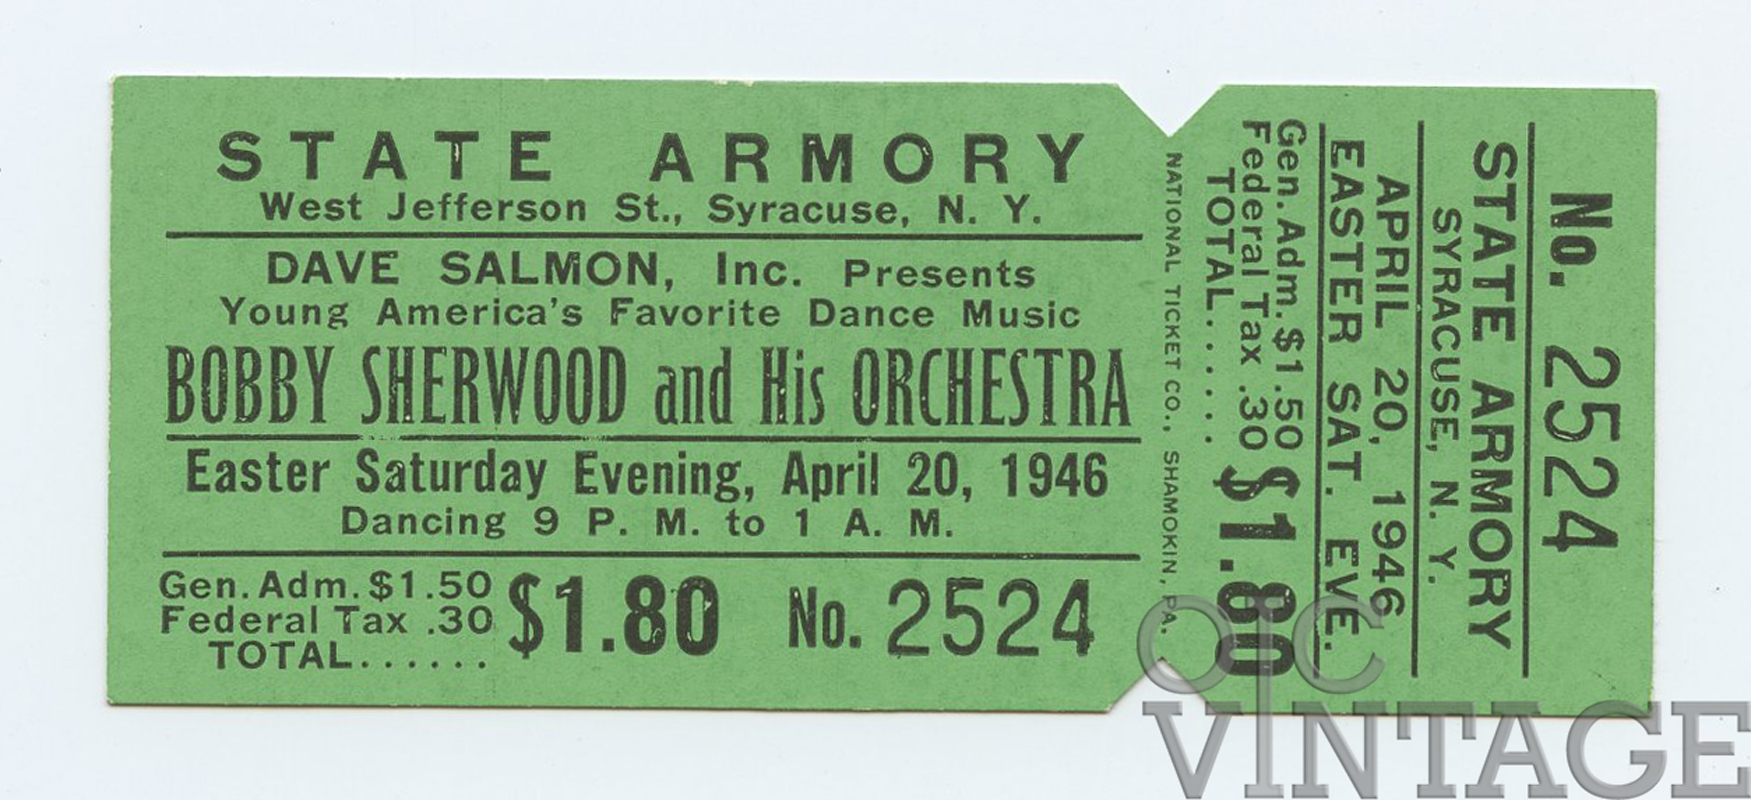 STATE ARMORY
West Jefferson St., Syracuse, N. Y.
DAVE SALMON, Inc. Presents
Young America's Favorite Dance Music
BOBBY SHERWOOD and His ORCHESTRA
Easter Saturday Evening, April 20, 1946
Dancing 9 P. M. to 1 A. M.
Gen. Adm. $1.50
Federal Tax .30
TOTAL......
$1.80
No. 2524
NATIONAL TICKET CO., SHAMOKIN, PA.
No. 2524
STATE ARMORY
SYRACUSE, N. Y.
APRIL 20, 1946
EASTER SAT. EVE.
Gen. Adm. $1.50
Federal Tax .30
TOTAL......
$1.80
OJC
VINTAGE